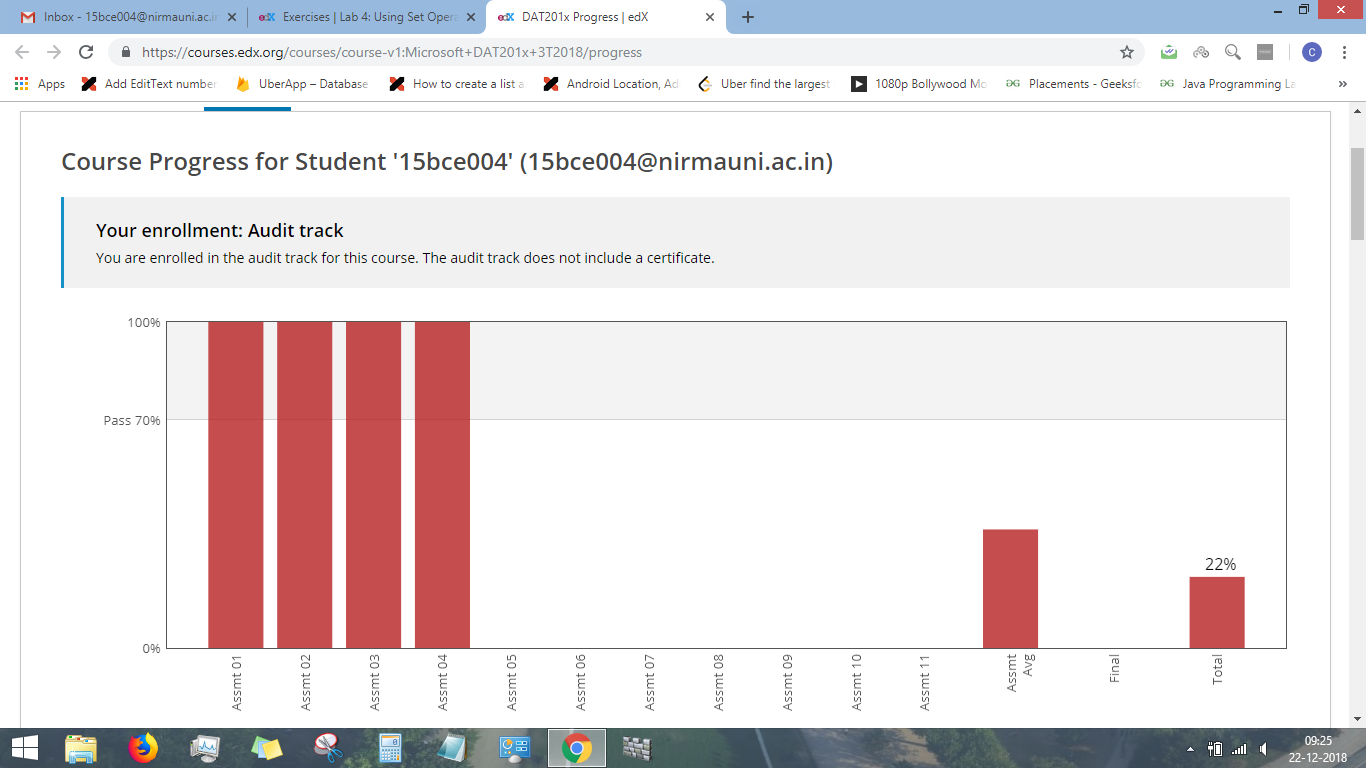 Inbox - 15bce004@nirmauni.ac.i
edX Exercises | Lab 4: Using Set Oper
edX DAT201x Progress | edX
https://courses.edx.org/courses/course-v1:Microsoft+DAT201x+3T2018/progress
C
Apps
Add EditText number
UberApp – Database
How to create a list a
Android Location, Ad
Uber find the largest
1080p Bollywood Mo
Placements - Geeksfo
Java Programming La
»
Course Progress for Student '15bce004' (15bce004@nirmauni.ac.in)
Your enrollment: Audit track
You are enrolled in the audit track for this course. The audit track does not include a certificate.
100%
Pass 70%
22%
0%
Assmt 01
Assmt 02
Assmt 03
Assmt 04
Assmt 05
Assmt 06
Assmt 07
Assmt 08
Assmt 09
Assmt 10
Assmt 11
Assmt
Avg
Final
Total
09:25
22-12-2018